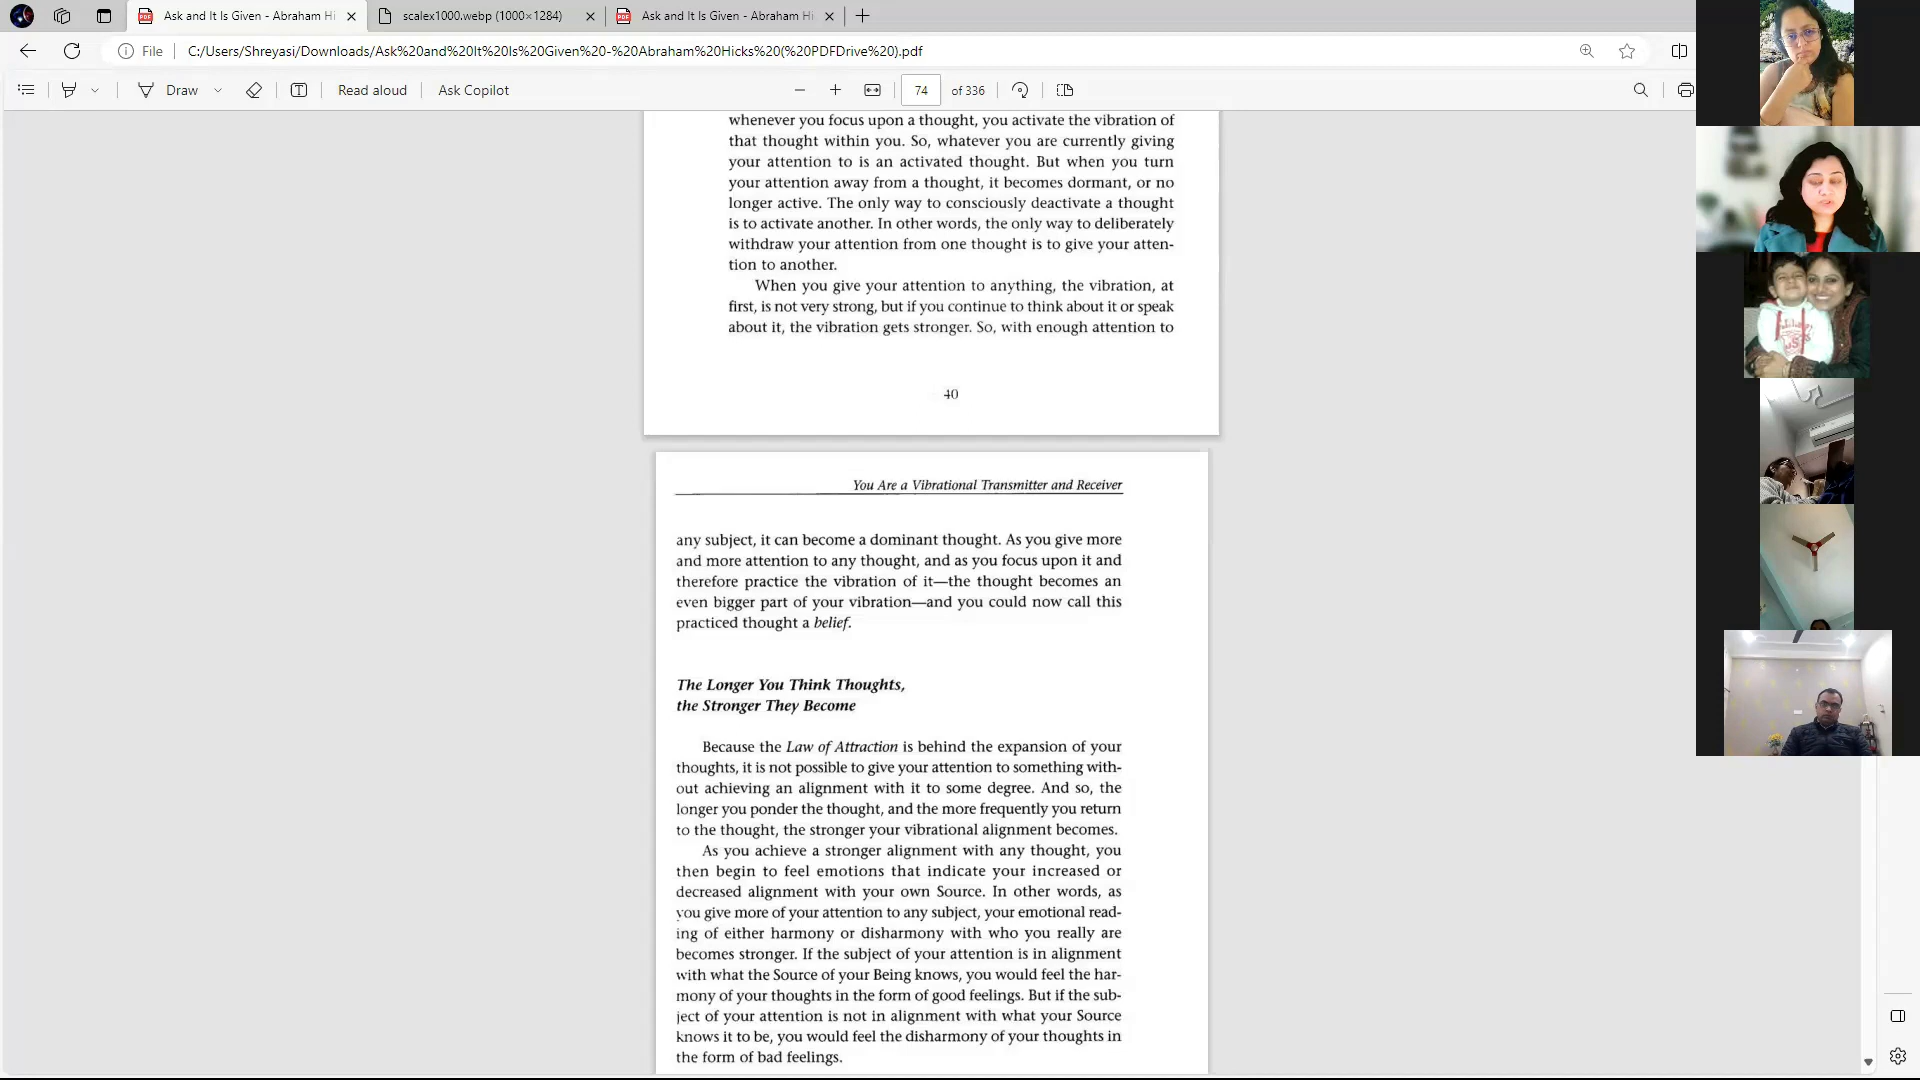 Ask and It Is Given - Abraham Hi
scalex1000.webp (1000×1284)
Ask and It Is Given - Abraham Hi
File
C:/Users/Shreyasi/Downloads/Ask%20and%20It%20Is%20Given%20-%20Abraham%20Hicks%20(%20PDFDrive%20).pdf
Draw
Read aloud
Ask Copilot
74
of 336
whenever you focus upon a thought, you activate the vibration of
that thought within you. So, whatever you are currently giving
your attention to is an activated thought. But when you turn
your attention away from a thought, it becomes dormant, or no
longer active. The only way to consciously deactivate a thought
is to activate another. In other words, the only way to deliberately
withdraw your attention from one thought is to give your atten-
tion to another.
When you give your attention to anything, the vibration, at
first, is not very strong, but if you continue to think about it or speak
about it, the vibration gets stronger. So, with enough attention to
40
You Are a Vibrational Transmitter and Receiver
any subject, it can become a dominant thought. As you give more
and more attention to any thought, and as you focus upon it and
therefore practice the vibration of it—the thought becomes an
even bigger part of your vibration—and you could now call this
practiced thought a belief.
The Longer You Think Thoughts,
the Stronger They Become
Because the Law of Attraction is behind the expansion of your
thoughts, it is not possible to give your attention to something with-
out achieving an alignment with it to some degree. And so, the
longer you ponder the thought, and the more frequently you return
to the thought, the stronger your vibrational alignment becomes.
As you achieve a stronger alignment with any thought, you
then begin to feel emotions that indicate your increased or
decreased alignment with your own Source. In other words, as
you give more of your attention to any subject, your emotional read-
ing of either harmony or disharmony with who you really are
becomes stronger. If the subject of your attention is in alignment
with what the Source of your Being knows, you would feel the har-
mony of your thoughts in the form of good feelings. But if the sub-
ject of your attention is not in alignment with what your Source
knows it to be, you would feel the disharmony of your thoughts in
the form of bad feelings.